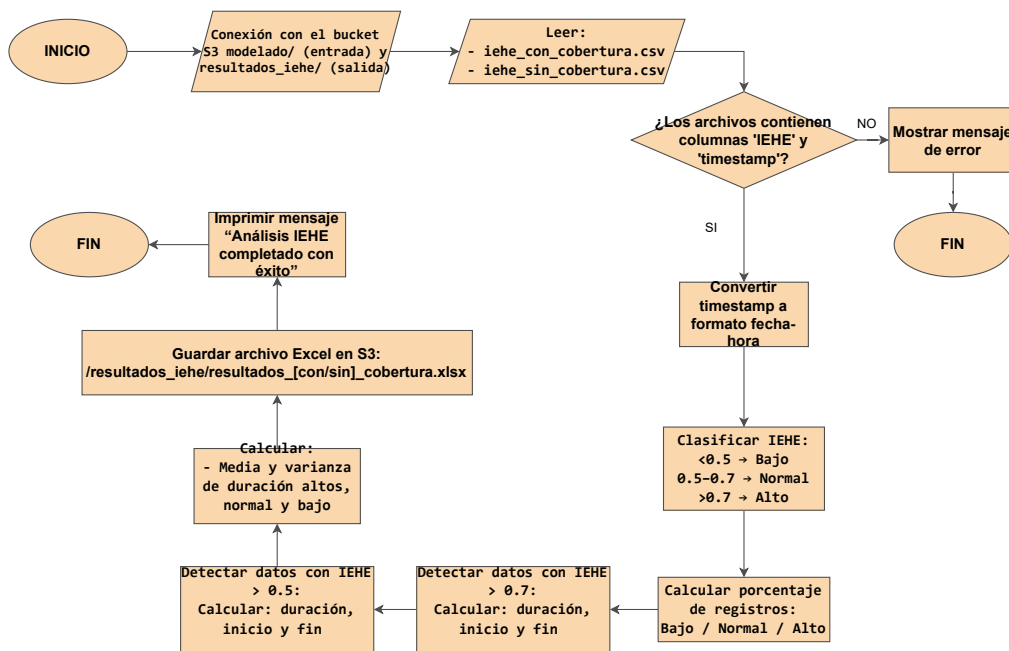 INICIO
Conexión con el bucket
S3 modelado/ (entrada) y
resultados_iehe/ (salida)
Leer:
- iehe_con_cobertura.csv
- iehe_sin_cobertura.csv
¿Los archivos contienen
columnas 'IEHE' y
'timestamp'?
NO
Mostrar mensaje
de error
FIN
SI
Convertir
timestamp a
formato fecha-
hora
Clasificar IEHE:
<0.5 → Bajo
0.5–0.7 → Normal
>0.7 → Alto
Calcular porcentaje
de registros:
Bajo / Normal / Alto
Detectar datos con IEHE
> 0.7:
Calcular: duración,
inicio y fin
Detectar datos con IEHE
> 0.5:
Calcular: duración,
inicio y fin
Calcular:
- Media y varianza
de duración altos,
normal y bajo
Guardar archivo Excel en S3:
/resultados_iehe/resultados_[con/sin]_cobertura.xlsx
Imprimir mensaje
“Análisis IEHE
completado con
éxito”
FIN